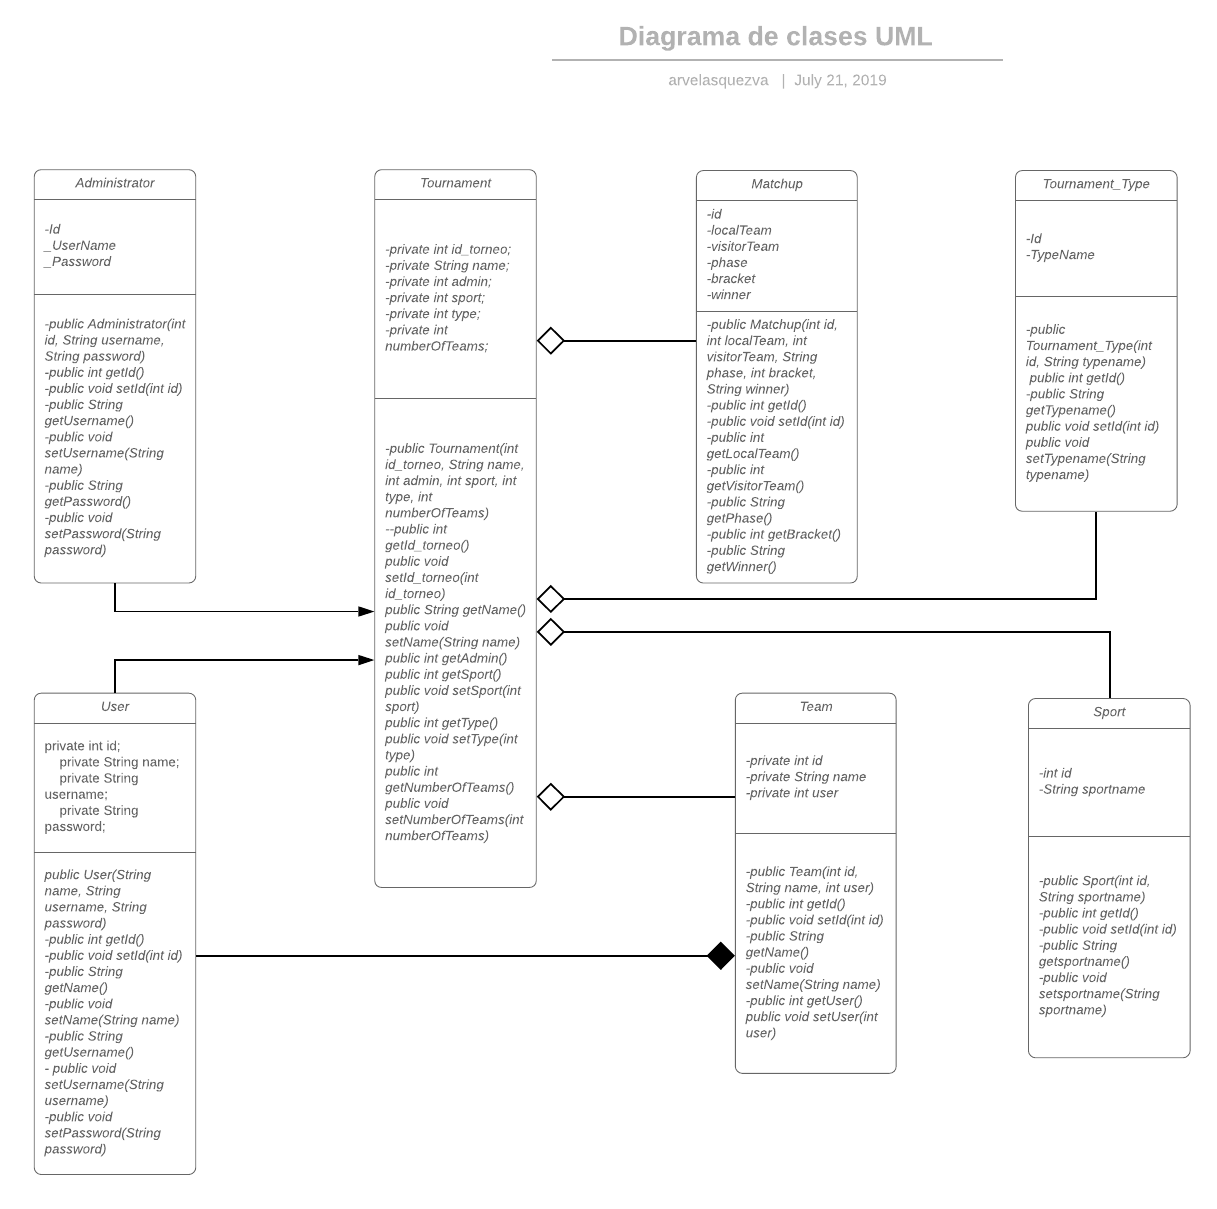 Diagrama de clases UML
arvelasquezva | July 21, 2019
Administrator
-Id
_UserName
_Password
-public Administrator(int
id, String username,
String password)
-public int getId()
-public void setId(int id)
-public String
getUsername()
-public void
setUsername(String
name)
-public String
getPassword()
-public void
setPassword(String
password)
Tournament
-private int id_torneo;
-private String name;
-private int admin;
-private int sport;
-private int type;
-private int
numberOfTeams;
-public Tournament(int
id_torneo, String name,
int admin, int sport, int
type, int
numberOfTeams)
--public int
getId_torneo()
public void
setId_torneo(int
id_torneo)
public String getName()
public void
setName(String name)
public int getAdmin()
public int getSport()
public void setSport(int
sport)
public int getType()
public void setType(int
type)
public int
getNumberOfTeams()
public void
setNumberOfTeams(int
numberOfTeams)
Matchup
-id
-localTeam
-visitorTeam
-phase
-bracket
-winner
-public Matchup(int id,
int localTeam, int
visitorTeam, String
phase, int bracket,
String winner)
-public int getId()
-public void setId(int id)
-public int
getLocalTeam()
-public int
getVisitorTeam()
-public String
getPhase()
-public int getBracket()
-public String
getWinner()
Tournament_Type
-Id
-TypeName
-public
Tournament_Type(int
id, String typename)
public int getId()
-public String
getTypename()
public void setId(int id)
public void
setTypename(String
typename)
User
private int id;
private String name;
private String
username;
private String
password;
public User(String
name, String
username, String
password)
-public int getId()
-public void setId(int id)
-public String
getName()
-public void
setName(String name)
-public String
getUsername()
- public void
setUsername(String
username)
-public void
setPassword(String
password)
Team
-private int id
-private String name
-private int user
-public Team(int id,
String name, int user)
-public int getId()
-public void setId(int id)
-public String
getName()
-public void
setName(String name)
-public int getUser()
public void setUser(int
user)
Sport
-int id
-String sportname
-public Sport(int id,
String sportname)
-public int getId()
-public void setId(int id)
-public String
getsportname()
-public void
setsportname(String
sportname)